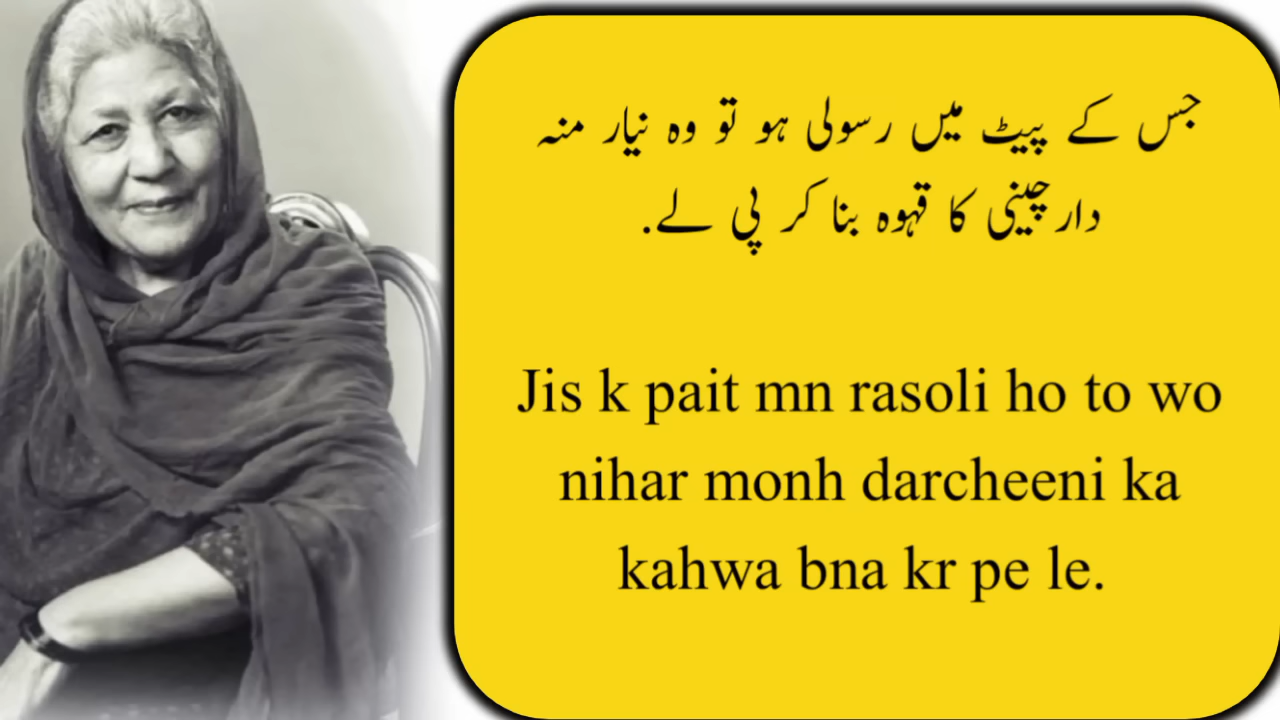 جس کے پیٹ میں رسولی ہو تو وہ نیار منہ
دارچینی کا قہوہ بنا کر پی لے.
Jis k pait mn rasoli ho to wo
nihar monh darcheeni ka
kahwa bna kr pe le.